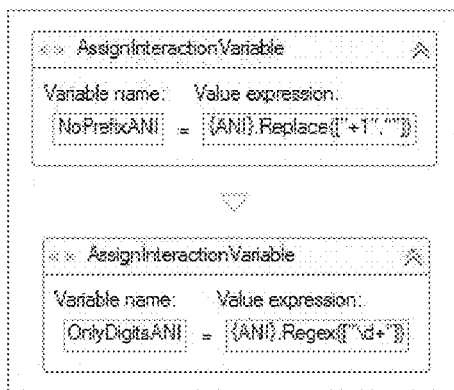 AssignInteractionVariable
Variable name: Value expression:
NoPrefixANI = {ANI}.Replace(["+1",""])
AssignInteractionVariable
Variable name: Value expression:
OnlyDigitsANI = {ANI}.Regex(["\d+"])